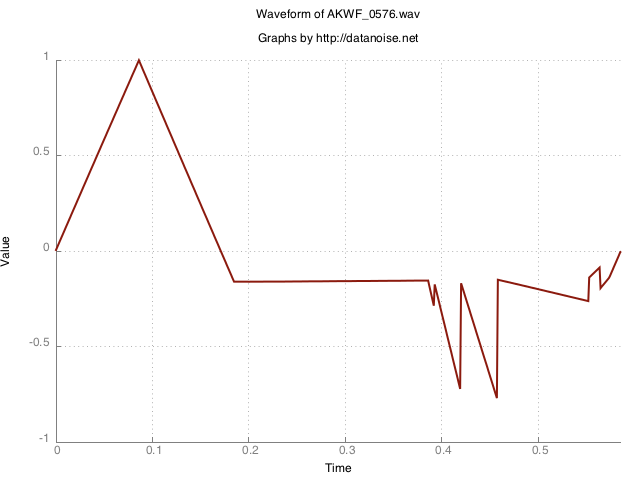 Waveform of AKWF_0576.wav
Graphs by http://datanoise.net
1
0.5
0
-0.5
-1
Value
0 0.1 0.2 0.3 0.4 0.5
Time